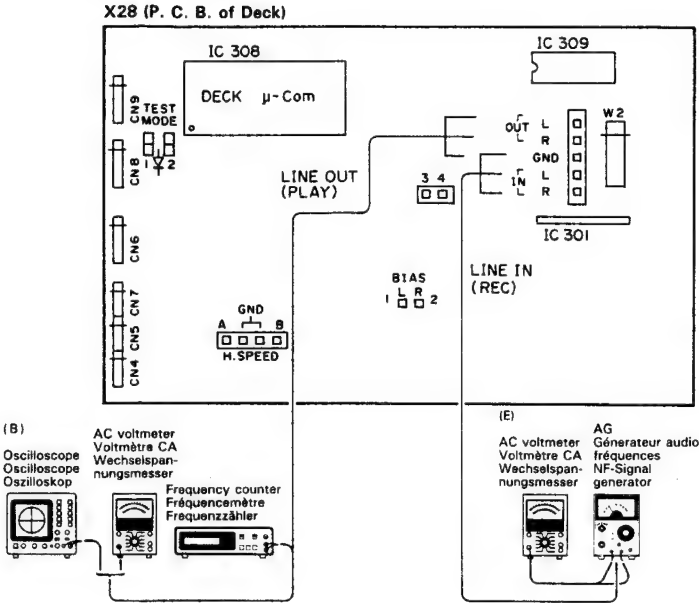 X28 (P. C. B. of Deck)
IC 308
IC 309
DECK μ-Com
CN9
TEST
MODE
1 2
CN8
OUT
L
R
GND
IN
L
R
W2
LINE OUT
(PLAY)
3 4
IC 301
CN6
LINE IN
(REC)
BIAS
L R
1 2
CN7
GND
A B
CN5
H.SPEED
CN4
(B)
Oscilloscope
Oscilloscope
Oszilloskop
AC voltmeter
Voltmètre CA
Wechselspan-
nungsmesser
Frequency counter
Fréquencemètre
Frequenzzähler
(E)
AC voltmeter
Voltmètre CA
Wechselspan-
nungsmesser
AG
Générateur audio
fréquences
NF-Signal
generator